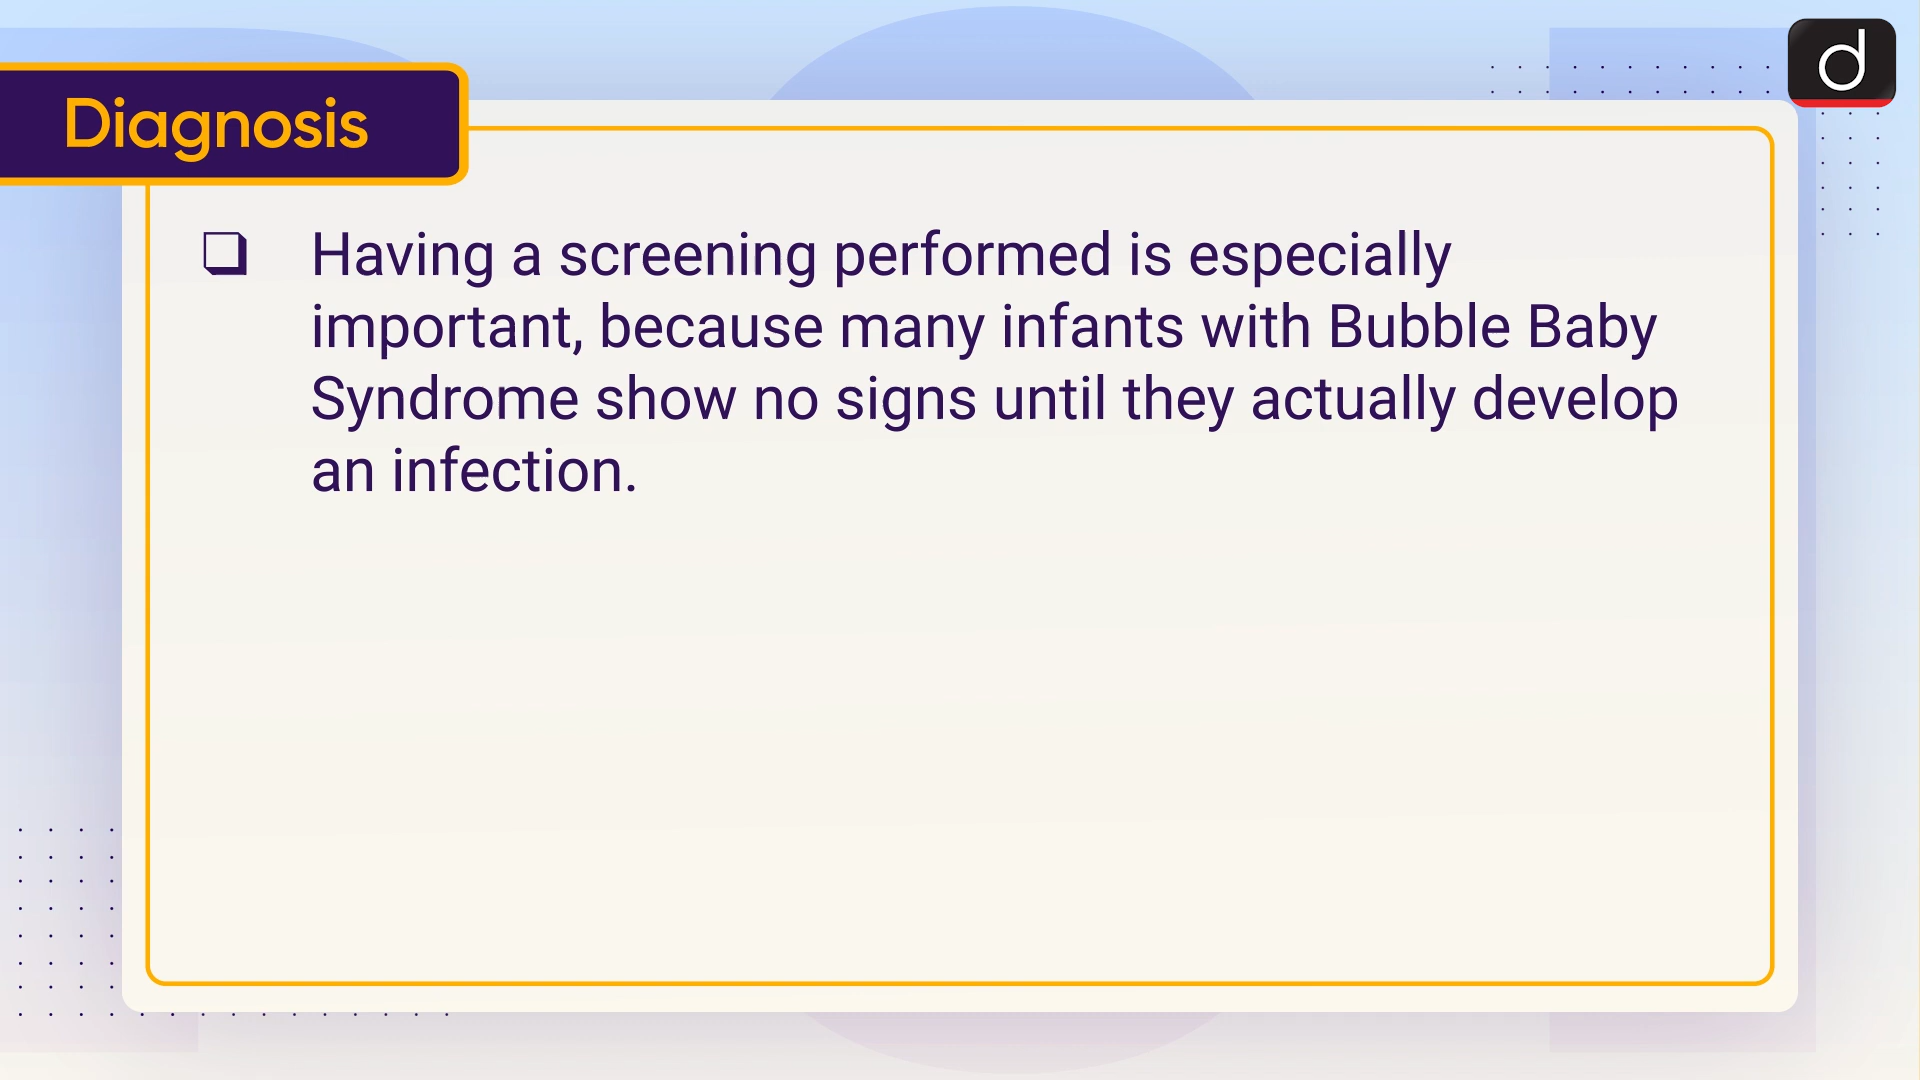 Diagnosis
d
❑ Having a screening performed is especially
important, because many infants with Bubble Baby
Syndrome show no signs until they actually develop
an infection.